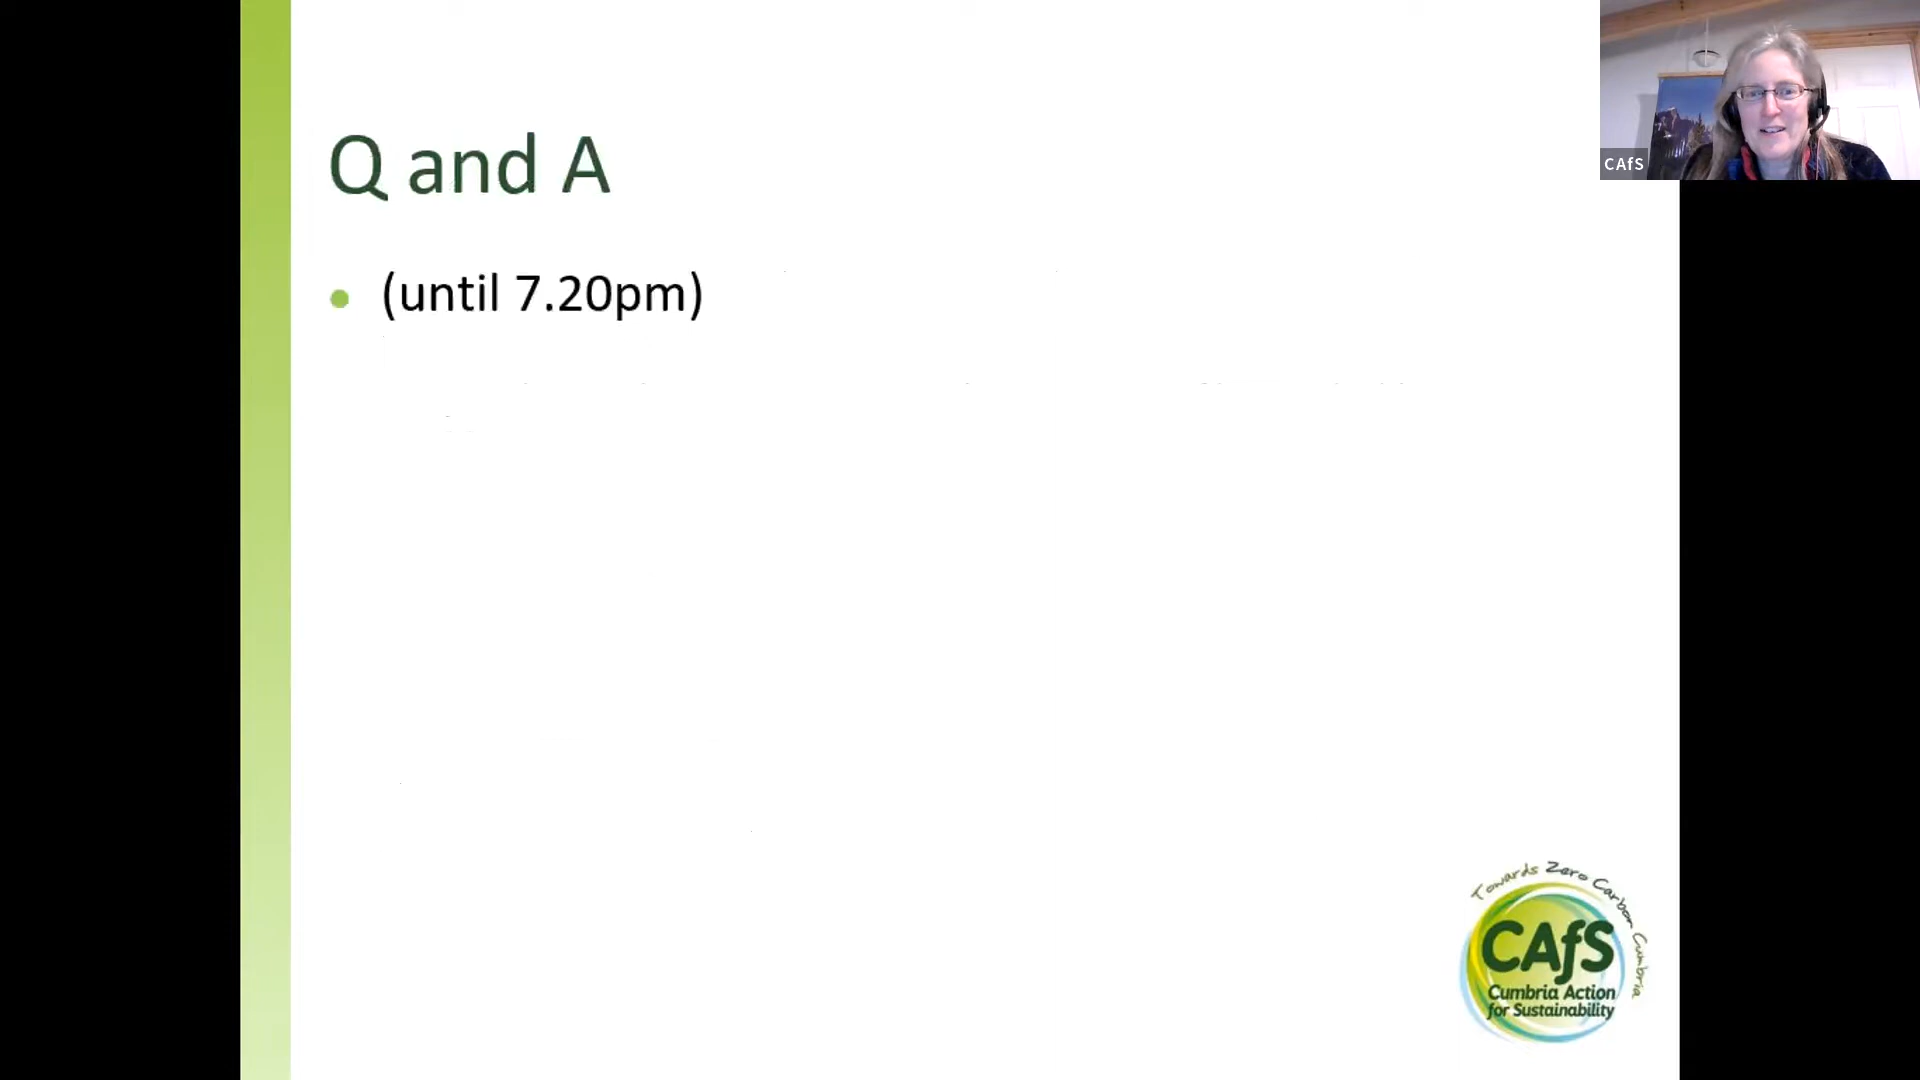 Q and A
(until 7.20pm)
CAfS
Towards Zero Carbon Cumbria
CAfS
Cumbria Action
for Sustainability